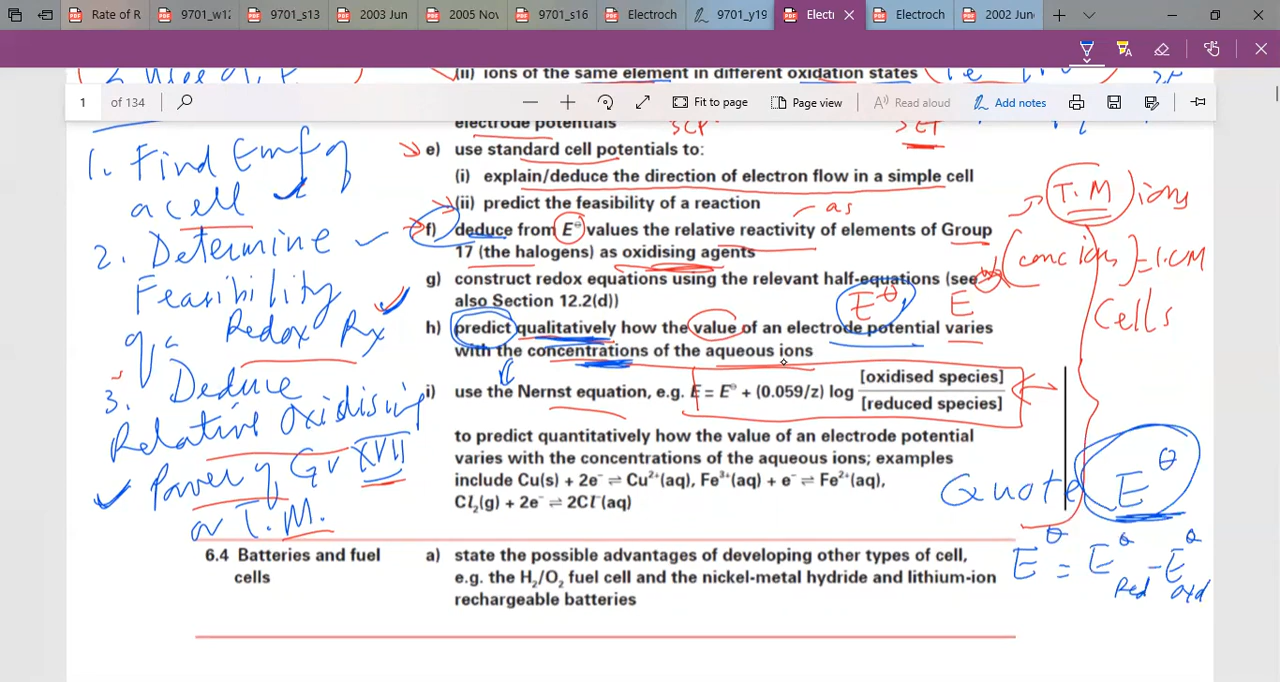 Rate of R
9701_w12
9701_s13
2003 Jun
2005 Nov
9701_s16
Electroch
9701_y19
Electr
Electroch
2002 Jun
(ii) ions of the same element in different oxidation states
1 of 134
Fit to page
Page view
Read aloud
Add notes
electrode potentials
SCP
SEP
e) use standard cell potentials to:
(i) explain/deduce the direction of electron flow in a simple cell
(ii) predict the feasibility of a reaction
as
f) deduce from E⦵ values the relative reactivity of elements of Group
17 (the halogens) as oxidising agents
g) construct redox equations using the relevant half-equations (see
also Section 12.2(d))
E⦵
E
h) predict qualitatively how the value of an electrode potential varies
with the concentrations of the aqueous ions
i) use the Nernst equation, e.g. E = E⦵ + (0.059/z) log [oxidised species]
[reduced species]
to predict quantitatively how the value of an electrode potential
varies with the concentrations of the aqueous ions; examples
include Cu(s) + 2e⁻ ⇌ Cu²⁺(aq), Fe³⁺(aq) + e⁻ ⇌ Fe²⁺(aq),
Cl₂(g) + 2e⁻ ⇌ 2Cl⁻(aq)
6.4 Batteries and fuel
cells
a) state the possible advantages of developing other types of cell,
e.g. the H₂/O₂ fuel cell and the nickel-metal hydride and lithium-ion
rechargeable batteries
1. Find Emf of
a cell
2. Determine
Feasibility
of a Redox Rx
3. Deduce
Relative Oxidising
Power of Gr XVII
or T.M.
T.M ions
(conc ions) = 1.0M
Cells
Quote E⦵
E⦵ = E⦵Red - E⦵Oxd